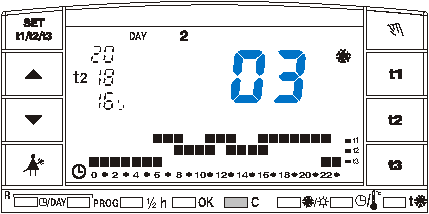 SET
t1/t2/t3
DAY 2
20
t2 18
16
03
t1
t2
t3
t1
t2
t3
0 2 4 6 8 10 12 14 16 18 20 22
R
/DAY PROG ½ h OK C / / t